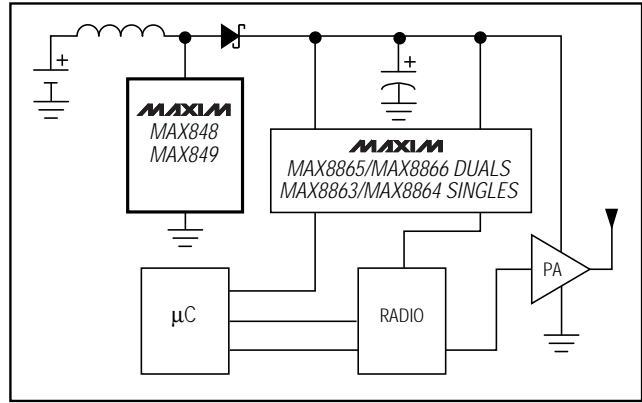 +
+
MAXIM
MAX848
MAX849
MAXIM
MAX8865/MAX8866 DUALS
MAX8863/MAX8864 SINGLES
PA
μC
RADIO